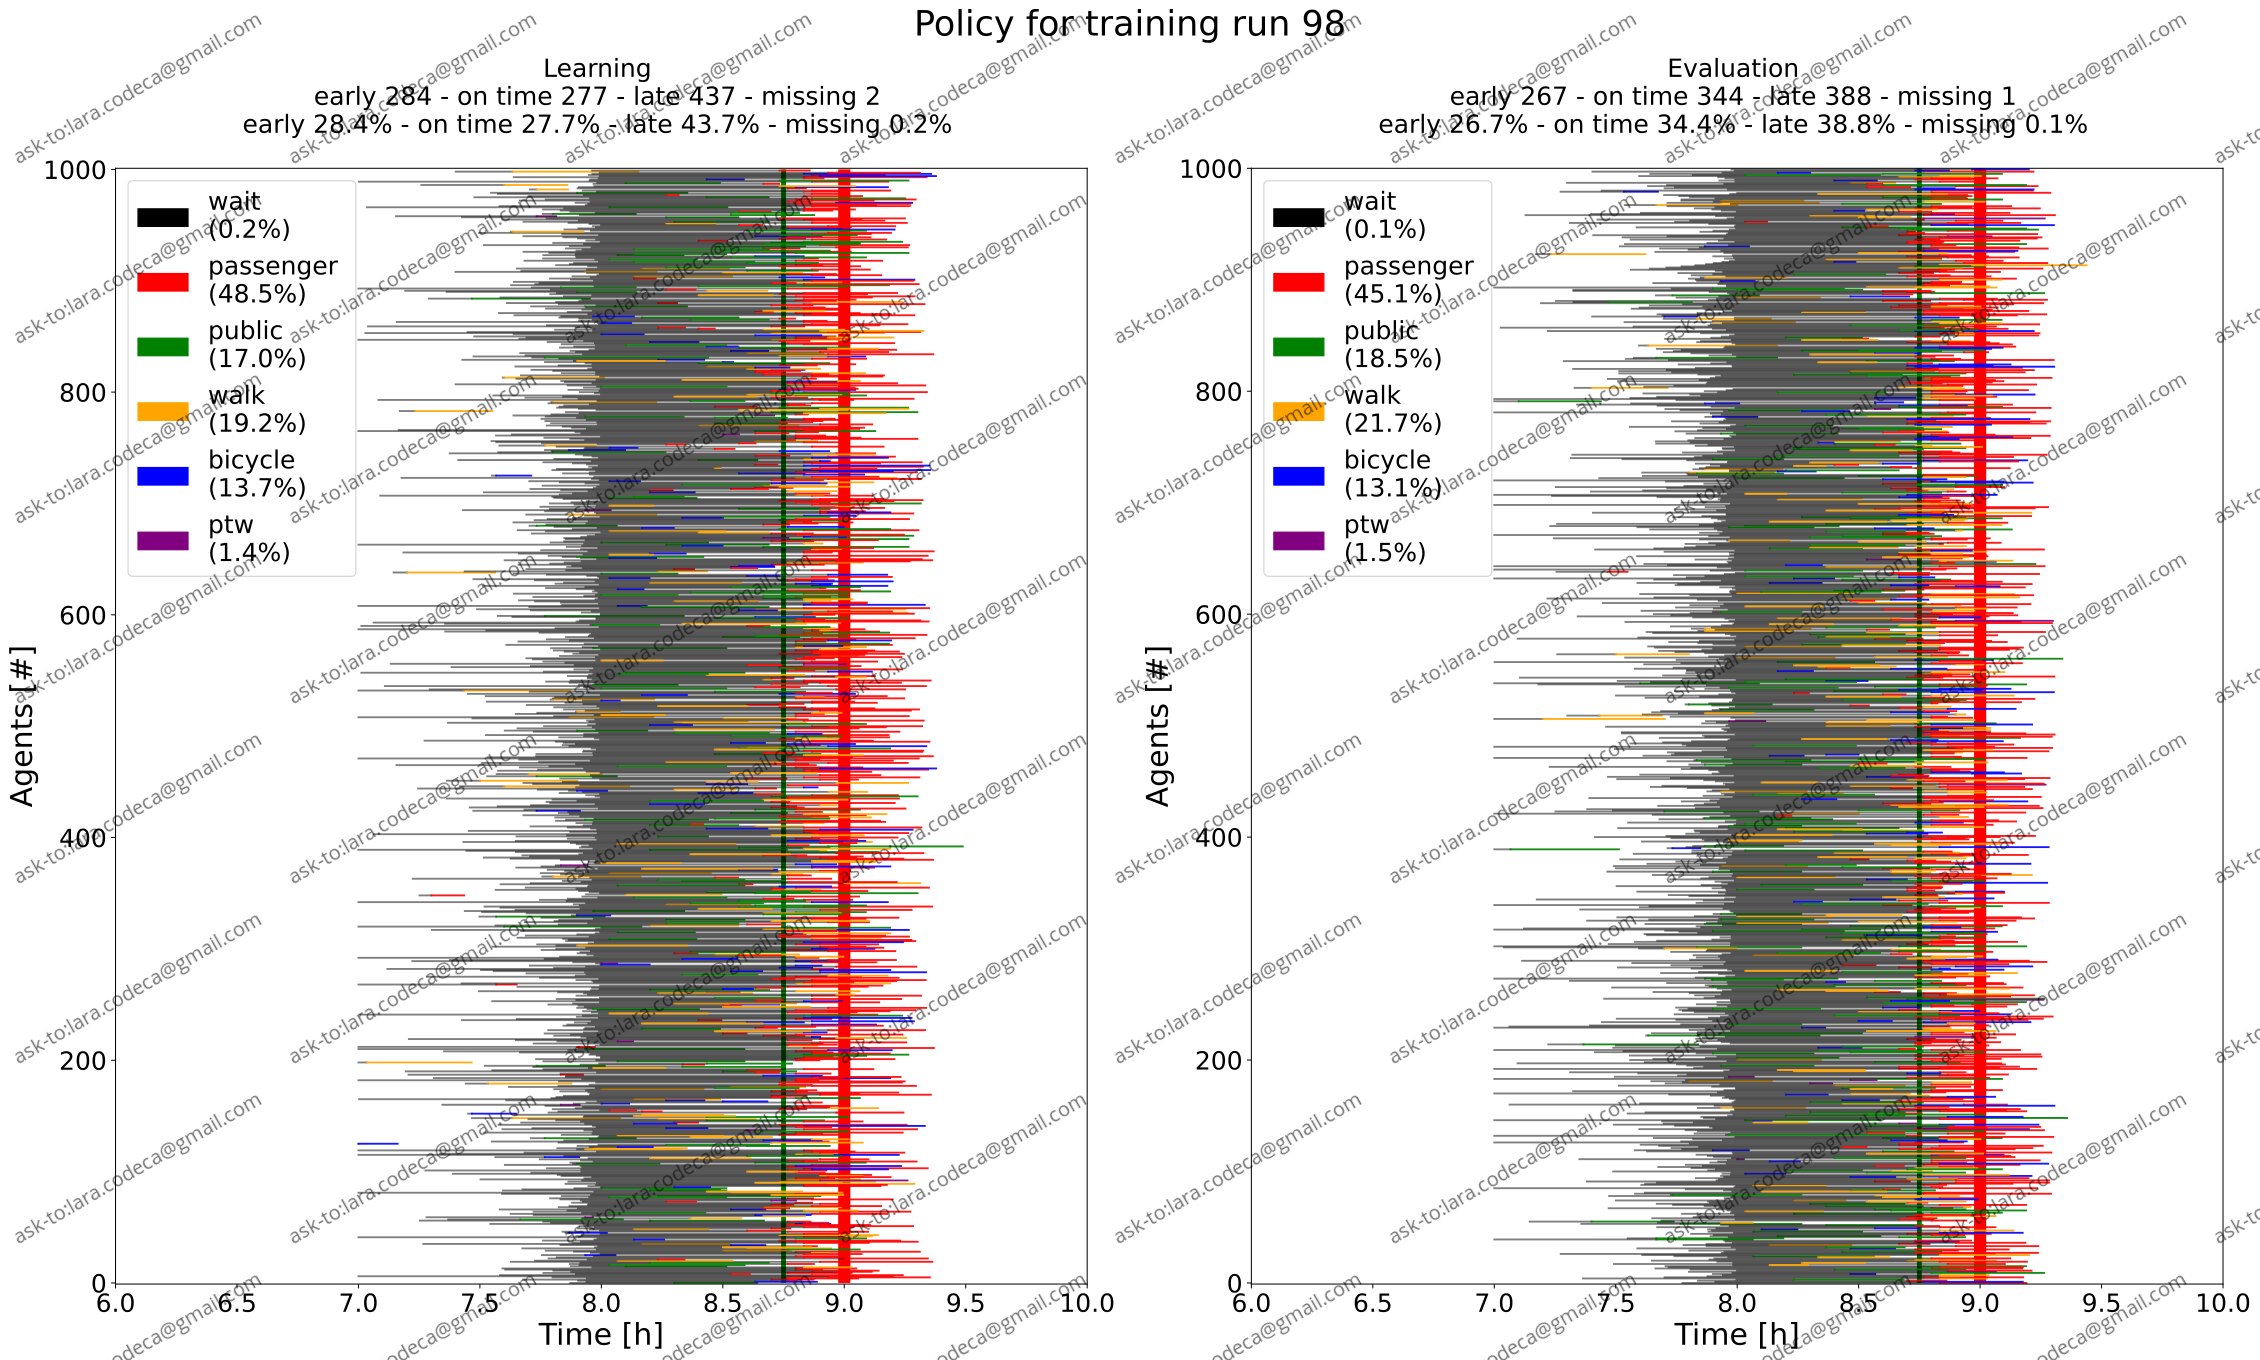 Policy for training run 98
Learning
early 284 - on time 277 - late 437 - missing 2
early 28.4% - on time 27.7% - late 43.7% - missing 0.2%
1000
800
600
400
200
0
Agents [#]
wait
(0.2%)
passenger
(48.5%)
public
(17.0%)
walk
(19.2%)
bicycle
(13.7%)
ptw
(1.4%)
6.0 6.5 7.0 7.5 8.0 8.5 9.0 9.5 10.0
Time [h]
Evaluation
early 267 - on time 344 - late 388 - missing 1
early 26.7% - on time 34.4% - late 38.8% - missing 0.1%
1000
800
600
400
200
0
Agents [#]
wait
(0.1%)
passenger
(45.1%)
public
(18.5%)
walk
(21.7%)
bicycle
(13.1%)
ptw
(1.5%)
6.0 6.5 7.0 7.5 8.0 8.5 9.0 9.5 10.0
Time [h]
ask-to:lara.codeca@gmail.com